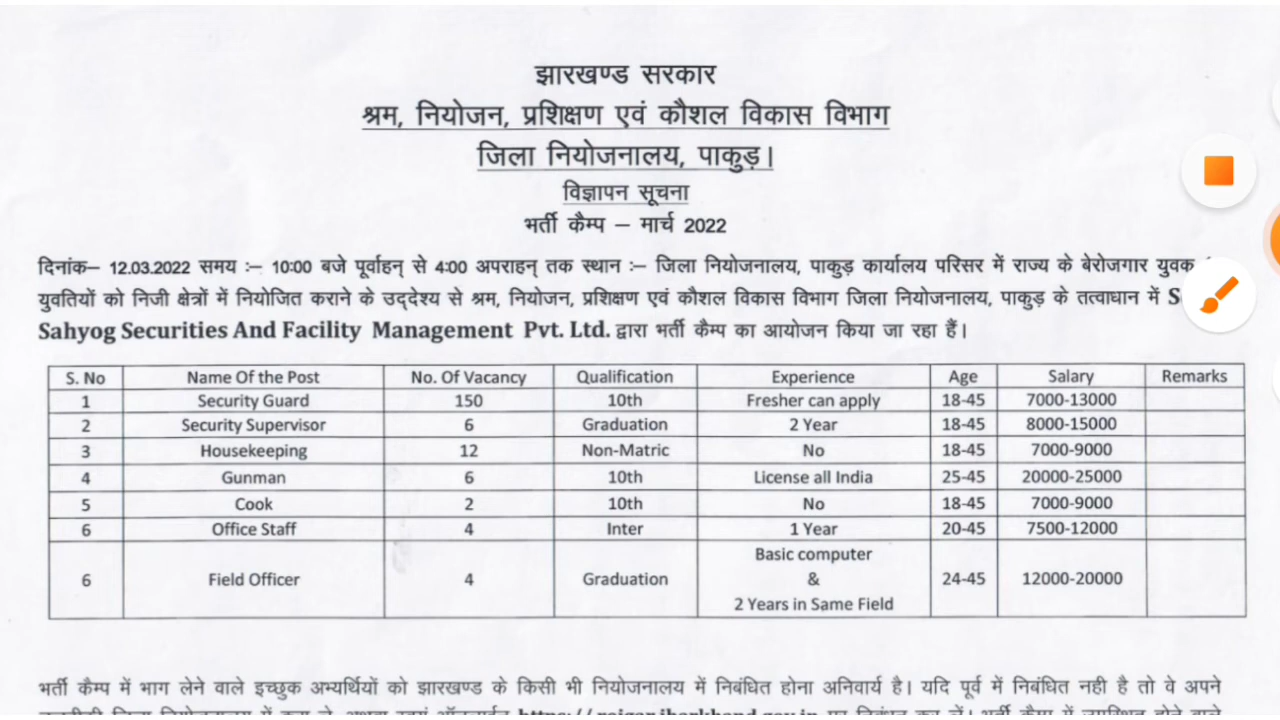 झारखण्ड सरकार
श्रम, नियोजन, प्रशिक्षण एवं कौशल विकास विभाग
जिला नियोजनालय, पाकुड़।
विज्ञापन सूचना
भर्ती कैम्प – मार्च 2022
दिनांक– 12.03.2022 समय :– 10:00 बजे पूर्वाहन् से 4:00 अपराहन् तक स्थान :– जिला नियोजनालय, पाकुड़ कार्यालय परिसर में राज्य के बेरोजगार युवक
युवतियों को निजी क्षेत्रों में नियोजित कराने के उद्देश्य से श्रम, नियोजन, प्रशिक्षण एवं कौशल विकास विभाग जिला नियोजनालय, पाकुड़ के तत्वाधान में
Sahyog Securities And Facility Management Pvt. Ltd. द्वारा भर्ती कैम्प का आयोजन किया जा रहा हैं।
S. No Name Of the Post No. Of Vacancy Qualification Experience Age Salary Remarks
1 Security Guard 150 10th Fresher can apply 18-45 7000-13000
2 Security Supervisor 6 Graduation 2 Year 18-45 8000-15000
3 Housekeeping 12 Non-Matric No 18-45 7000-9000
4 Gunman 6 10th License all India 25-45 20000-25000
5 Cook 2 10th No 18-45 7000-9000
6 Office Staff 4 Inter 1 Year 20-45 7500-12000
6 Field Officer 4 Graduation Basic computer & 2 Years in Same Field 24-45 12000-20000
भर्ती कैम्प में भाग लेने वाले इच्छुक अभ्यर्थियों को झारखण्ड के किसी भी नियोजनालय में निबंधित होना अनिवार्य है। यदि पूर्व में निबंधित नही है तो वे अपने